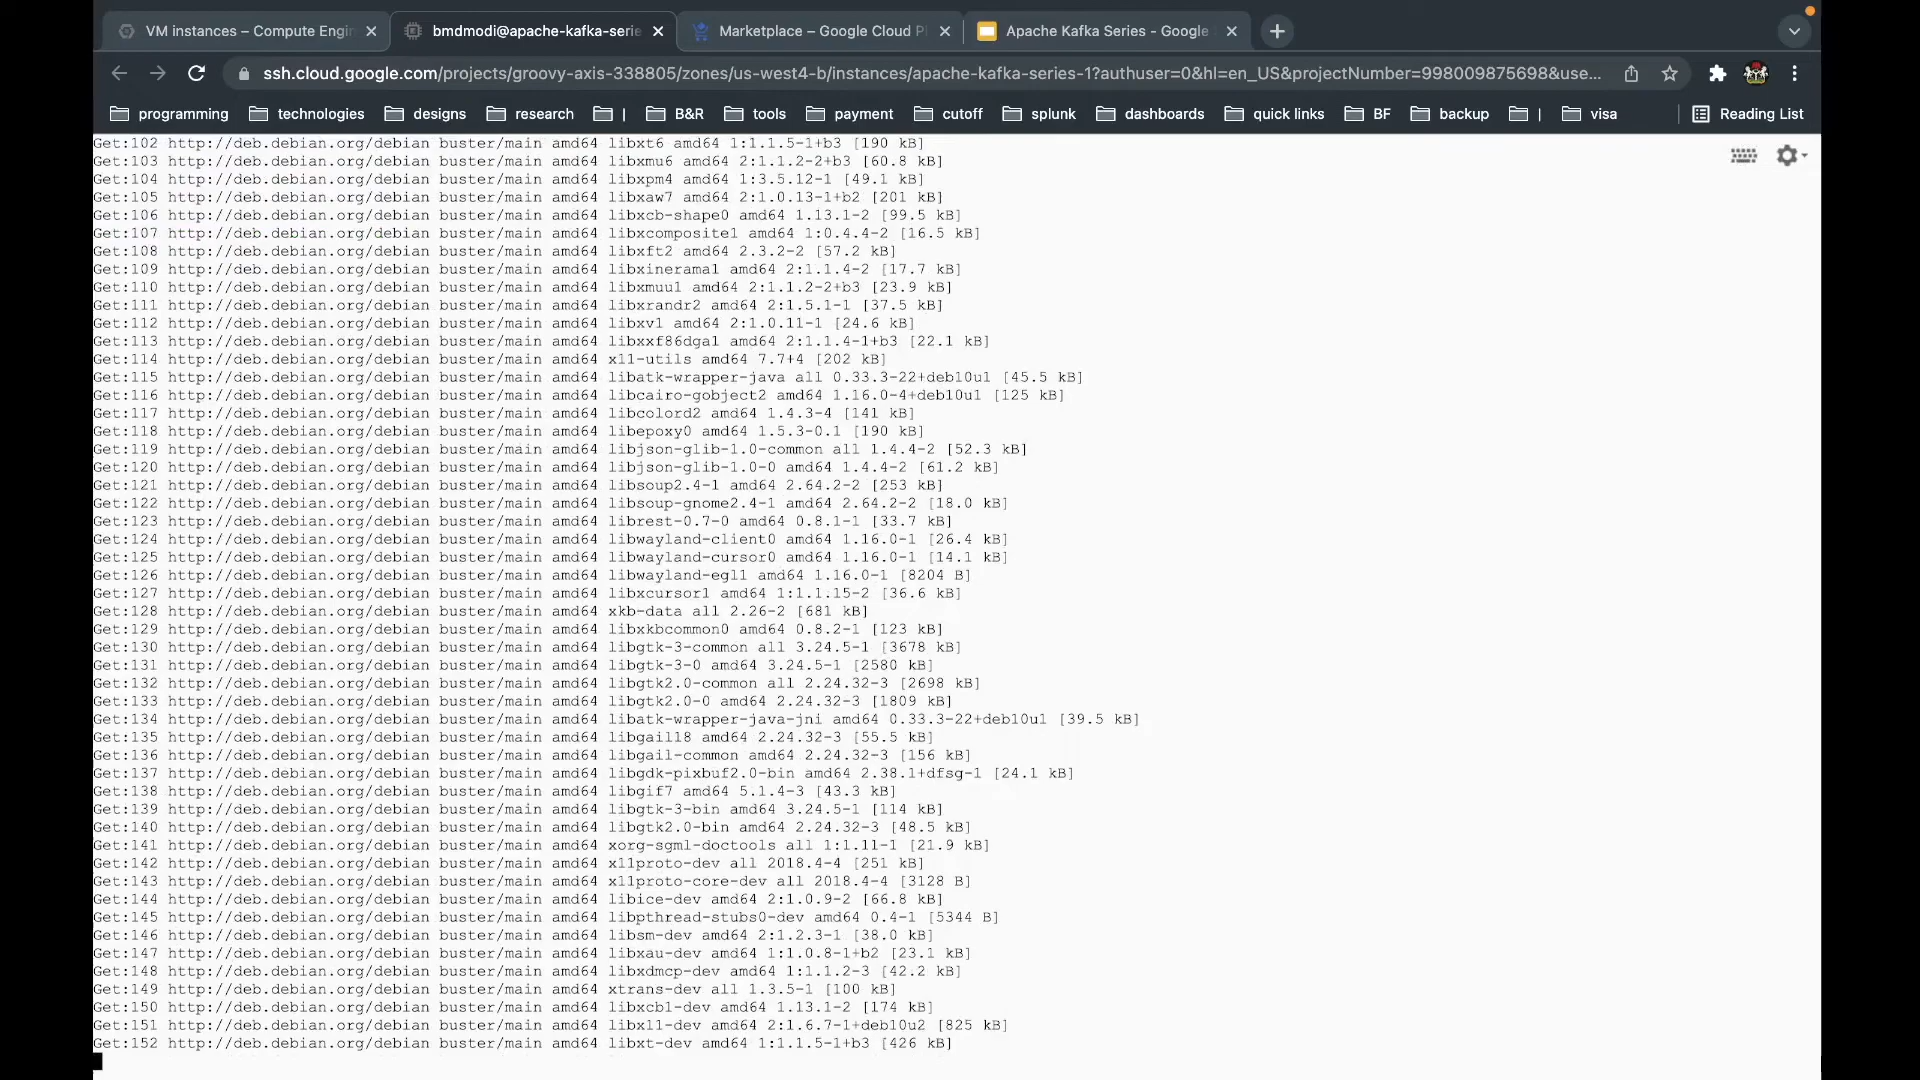 VM instances – Compute Engin
bmdmodi@apache-kafka-serie
Marketplace – Google Cloud Pl
Apache Kafka Series - Google
ssh.cloud.google.com/projects/groovy-axis-338805/zones/us-west4-b/instances/apache-kafka-series-1?authuser=0&hl=en_US&projectNumber=998009875698&use...
programming technologies designs research | B&R tools payment cutoff splunk dashboards quick links BF backup | visa Reading List
Get:102 http://deb.debian.org/debian buster/main amd64 libxt6 amd64 1:1.1.5-1+b3 [190 kB]
Get:103 http://deb.debian.org/debian buster/main amd64 libxmu6 amd64 2:1.1.2-2+b3 [60.8 kB]
Get:104 http://deb.debian.org/debian buster/main amd64 libxpm4 amd64 1:3.5.12-1 [49.1 kB]
Get:105 http://deb.debian.org/debian buster/main amd64 libxaw7 amd64 2:1.0.13-1+b2 [201 kB]
Get:106 http://deb.debian.org/debian buster/main amd64 libxcb-shape0 amd64 1.13.1-2 [99.5 kB]
Get:107 http://deb.debian.org/debian buster/main amd64 libxcomposite1 amd64 1:0.4.4-2 [16.5 kB]
Get:108 http://deb.debian.org/debian buster/main amd64 libxft2 amd64 2.3.2-2 [57.2 kB]
Get:109 http://deb.debian.org/debian buster/main amd64 libxinerama1 amd64 2:1.1.4-2 [17.7 kB]
Get:110 http://deb.debian.org/debian buster/main amd64 libxmuu1 amd64 2:1.1.2-2+b3 [23.9 kB]
Get:111 http://deb.debian.org/debian buster/main amd64 libxrandr2 amd64 2:1.5.1-1 [37.5 kB]
Get:112 http://deb.debian.org/debian buster/main amd64 libxv1 amd64 2:1.0.11-1 [24.6 kB]
Get:113 http://deb.debian.org/debian buster/main amd64 libxxf86dga1 amd64 2:1.1.4-1+b3 [22.1 kB]
Get:114 http://deb.debian.org/debian buster/main amd64 x11-utils amd64 7.7+4 [202 kB]
Get:115 http://deb.debian.org/debian buster/main amd64 libatk-wrapper-java all 0.33.3-22+deb10u1 [45.5 kB]
Get:116 http://deb.debian.org/debian buster/main amd64 libcairo-gobject2 amd64 1.16.0-4+deb10u1 [125 kB]
Get:117 http://deb.debian.org/debian buster/main amd64 libcolord2 amd64 1.4.3-4 [141 kB]
Get:118 http://deb.debian.org/debian buster/main amd64 libepoxy0 amd64 1.5.3-0.1 [190 kB]
Get:119 http://deb.debian.org/debian buster/main amd64 libjson-glib-1.0-common all 1.4.4-2 [52.3 kB]
Get:120 http://deb.debian.org/debian buster/main amd64 libjson-glib-1.0-0 amd64 1.4.4-2 [61.2 kB]
Get:121 http://deb.debian.org/debian buster/main amd64 libsoup2.4-1 amd64 2.64.2-2 [253 kB]
Get:122 http://deb.debian.org/debian buster/main amd64 libsoup-gnome2.4-1 amd64 2.64.2-2 [18.0 kB]
Get:123 http://deb.debian.org/debian buster/main amd64 librest-0.7-0 amd64 0.8.1-1 [33.7 kB]
Get:124 http://deb.debian.org/debian buster/main amd64 libwayland-client0 amd64 1.16.0-1 [26.4 kB]
Get:125 http://deb.debian.org/debian buster/main amd64 libwayland-cursor0 amd64 1.16.0-1 [14.1 kB]
Get:126 http://deb.debian.org/debian buster/main amd64 libwayland-egl1 amd64 1.16.0-1 [8204 B]
Get:127 http://deb.debian.org/debian buster/main amd64 libxcursor1 amd64 1:1.1.15-2 [36.6 kB]
Get:128 http://deb.debian.org/debian buster/main amd64 xkb-data all 2.26-2 [681 kB]
Get:129 http://deb.debian.org/debian buster/main amd64 libxkbcommon0 amd64 0.8.2-1 [123 kB]
Get:130 http://deb.debian.org/debian buster/main amd64 libgtk-3-common all 3.24.5-1 [3678 kB]
Get:131 http://deb.debian.org/debian buster/main amd64 libgtk-3-0 amd64 3.24.5-1 [2580 kB]
Get:132 http://deb.debian.org/debian buster/main amd64 libgtk2.0-common all 2.24.32-3 [2698 kB]
Get:133 http://deb.debian.org/debian buster/main amd64 libgtk2.0-0 amd64 2.24.32-3 [1809 kB]
Get:134 http://deb.debian.org/debian buster/main amd64 libatk-wrapper-java-jni amd64 0.33.3-22+deb10u1 [39.5 kB]
Get:135 http://deb.debian.org/debian buster/main amd64 libgail18 amd64 2.24.32-3 [55.5 kB]
Get:136 http://deb.debian.org/debian buster/main amd64 libgail-common amd64 2.24.32-3 [156 kB]
Get:137 http://deb.debian.org/debian buster/main amd64 libgdk-pixbuf2.0-bin amd64 2.38.1+dfsg-1 [24.1 kB]
Get:138 http://deb.debian.org/debian buster/main amd64 libgif7 amd64 5.1.4-3 [43.3 kB]
Get:139 http://deb.debian.org/debian buster/main amd64 libgtk-3-bin amd64 3.24.5-1 [114 kB]
Get:140 http://deb.debian.org/debian buster/main amd64 libgtk2.0-bin amd64 2.24.32-3 [48.5 kB]
Get:141 http://deb.debian.org/debian buster/main amd64 xorg-sgml-doctools all 1:1.11-1 [21.9 kB]
Get:142 http://deb.debian.org/debian buster/main amd64 x11proto-dev all 2018.4-4 [251 kB]
Get:143 http://deb.debian.org/debian buster/main amd64 x11proto-core-dev all 2018.4-4 [3128 B]
Get:144 http://deb.debian.org/debian buster/main amd64 libice-dev amd64 2:1.0.9-2 [66.8 kB]
Get:145 http://deb.debian.org/debian buster/main amd64 libpthread-stubs0-dev amd64 0.4-1 [5344 B]
Get:146 http://deb.debian.org/debian buster/main amd64 libsm-dev amd64 2:1.2.3-1 [38.0 kB]
Get:147 http://deb.debian.org/debian buster/main amd64 libxau-dev amd64 1:1.0.8-1+b2 [23.1 kB]
Get:148 http://deb.debian.org/debian buster/main amd64 libxdmcp-dev amd64 1:1.1.2-3 [42.2 kB]
Get:149 http://deb.debian.org/debian buster/main amd64 xtrans-dev all 1.3.5-1 [100 kB]
Get:150 http://deb.debian.org/debian buster/main amd64 libxcb1-dev amd64 1.13.1-2 [174 kB]
Get:151 http://deb.debian.org/debian buster/main amd64 libx11-dev amd64 2:1.6.7-1+deb10u2 [825 kB]
Get:152 http://deb.debian.org/debian buster/main amd64 libxt-dev amd64 1:1.1.5-1+b3 [426 kB]